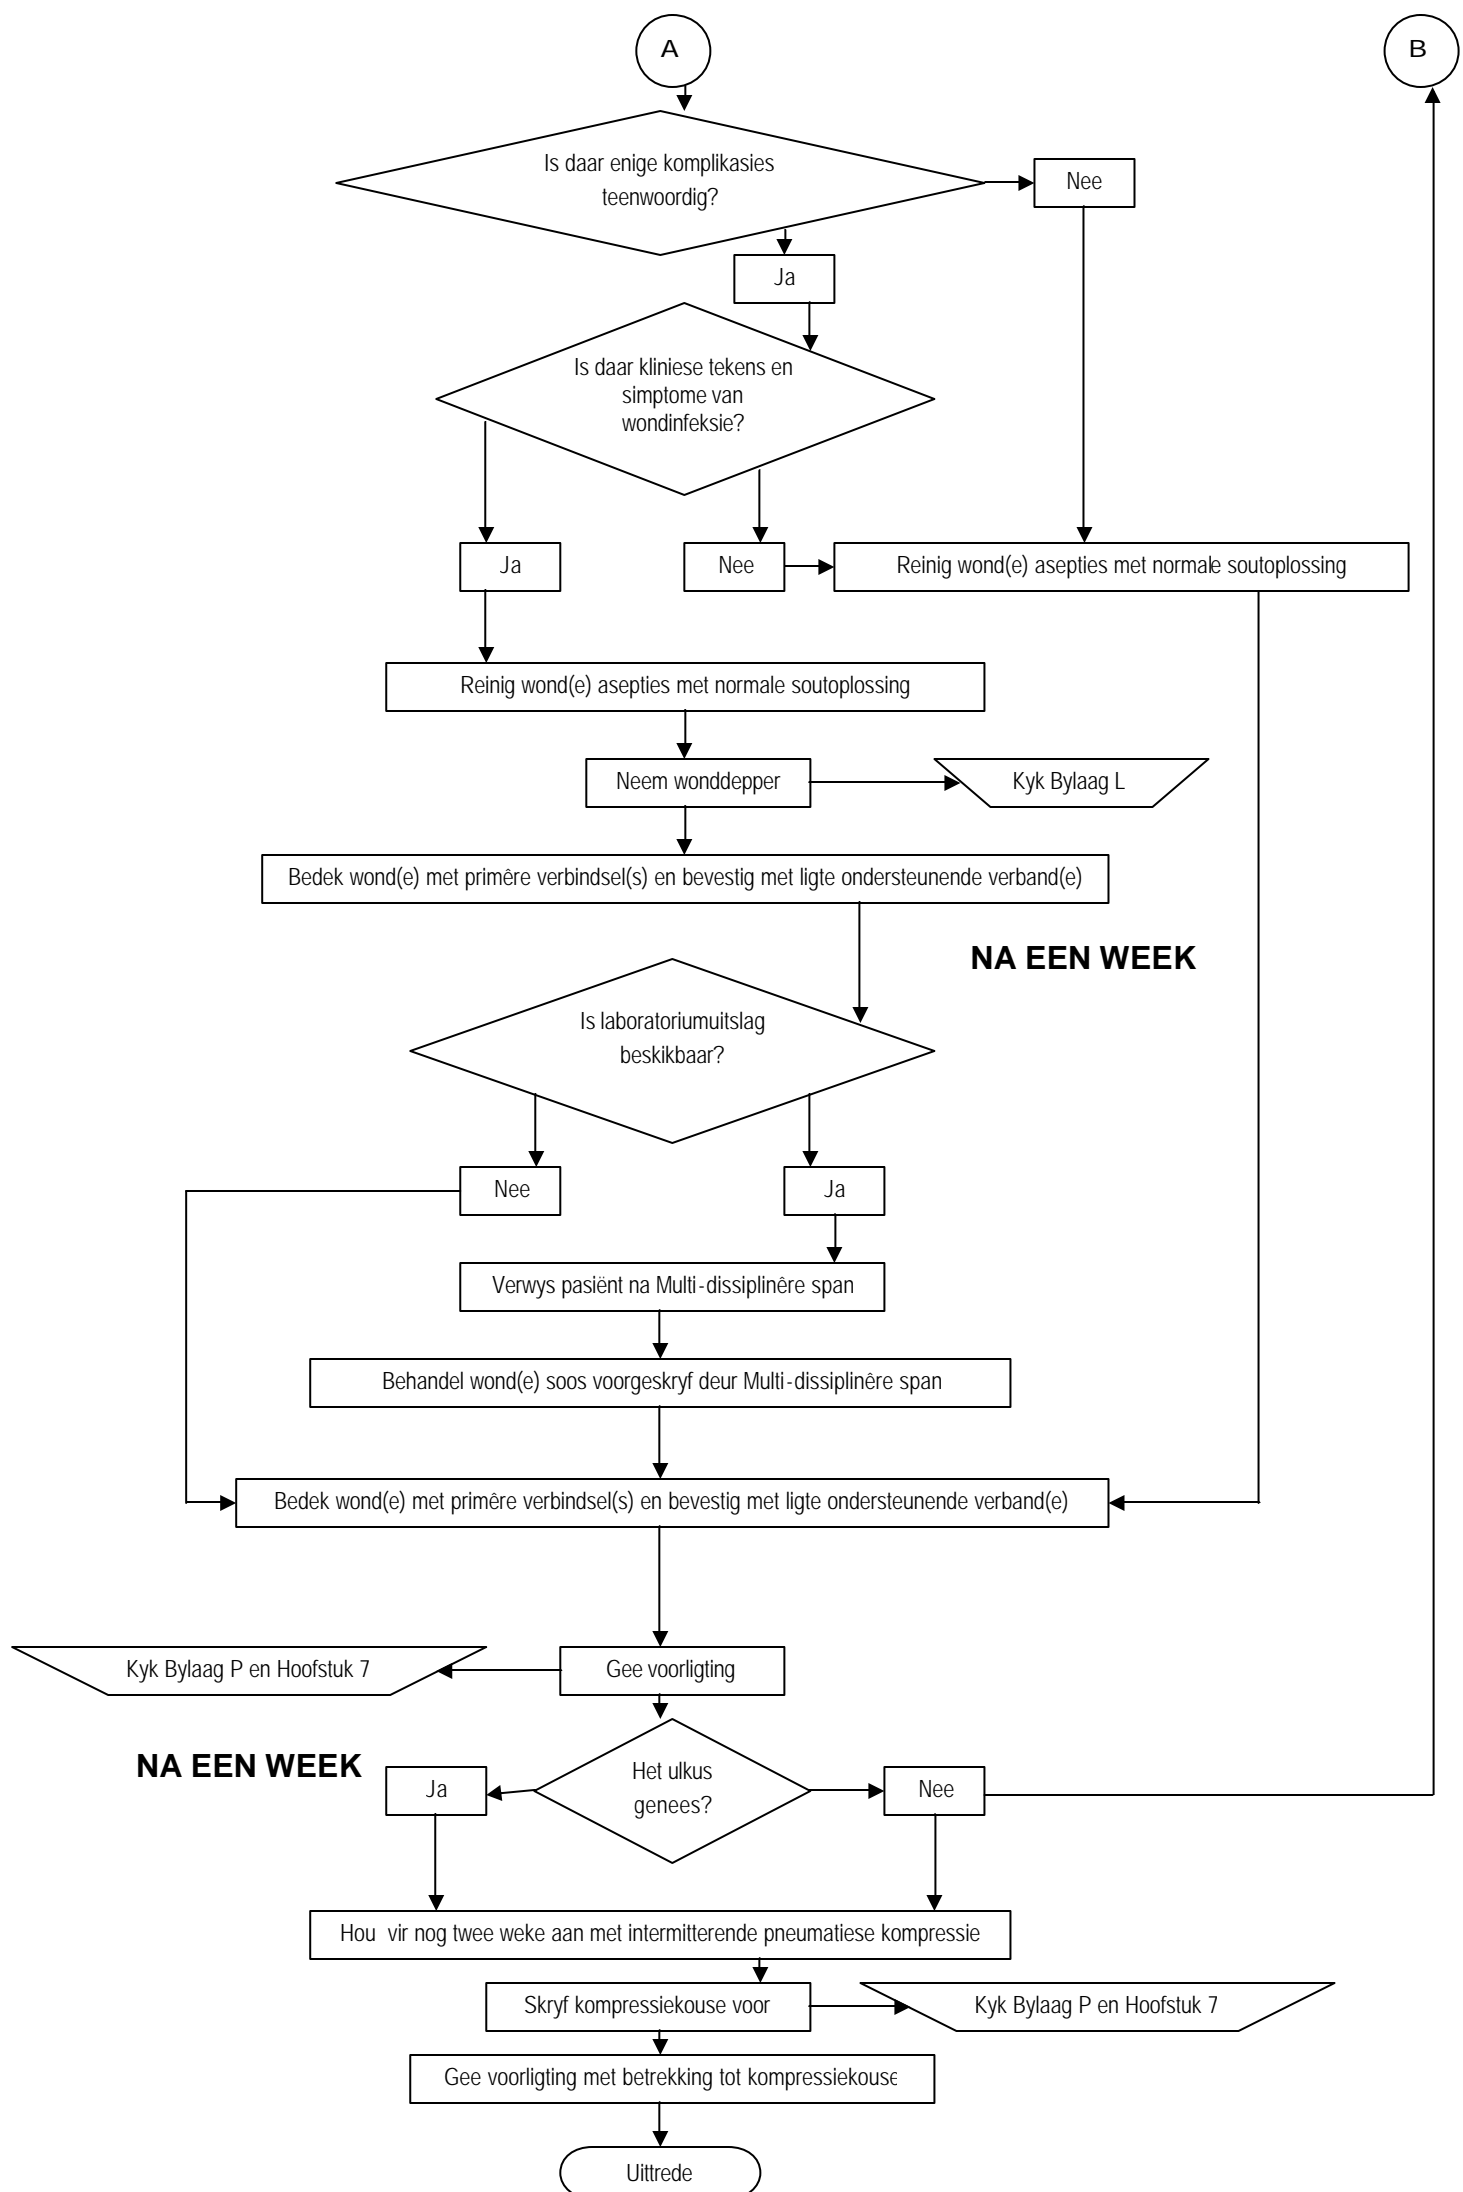 A
B
Is daar enige komplikasies
teenwoordig?
Nee
Ja
Is daar kliniese tekens en
simptome van
wondinfeksie?
Ja
Nee
Reinig wond(e) asepties met normale soutoplossing
Reinig wond(e) asepties met normale soutoplossing
Neem wonddepper
Kyk Bylaag L
Bedek wond(e) met primêre verbindsel(s) en bevestig met ligte ondersteunende verband(e)
NA EEN WEEK
Is laboratoriumuitslag
beskikbaar?
Nee
Ja
Verwys pasiënt na Multi-dissiplinêre span
Behandel wond(e) soos voorgeskryf deur Multi-dissiplinêre span
Bedek wond(e) met primêre verbindsel(s) en bevestig met ligte ondersteunende verband(e)
Kyk Bylaag P en Hoofstuk 7
Gee voorligting
NA EEN WEEK
Ja
Het ulkus
genees?
Nee
Hou vir nog twee weke aan met intermitterende pneumatiese kompressie
Skryf kompressiekouse voor
Kyk Bylaag P en Hoofstuk 7
Gee voorligting met betrekking tot kompressiekouse
Uittrede